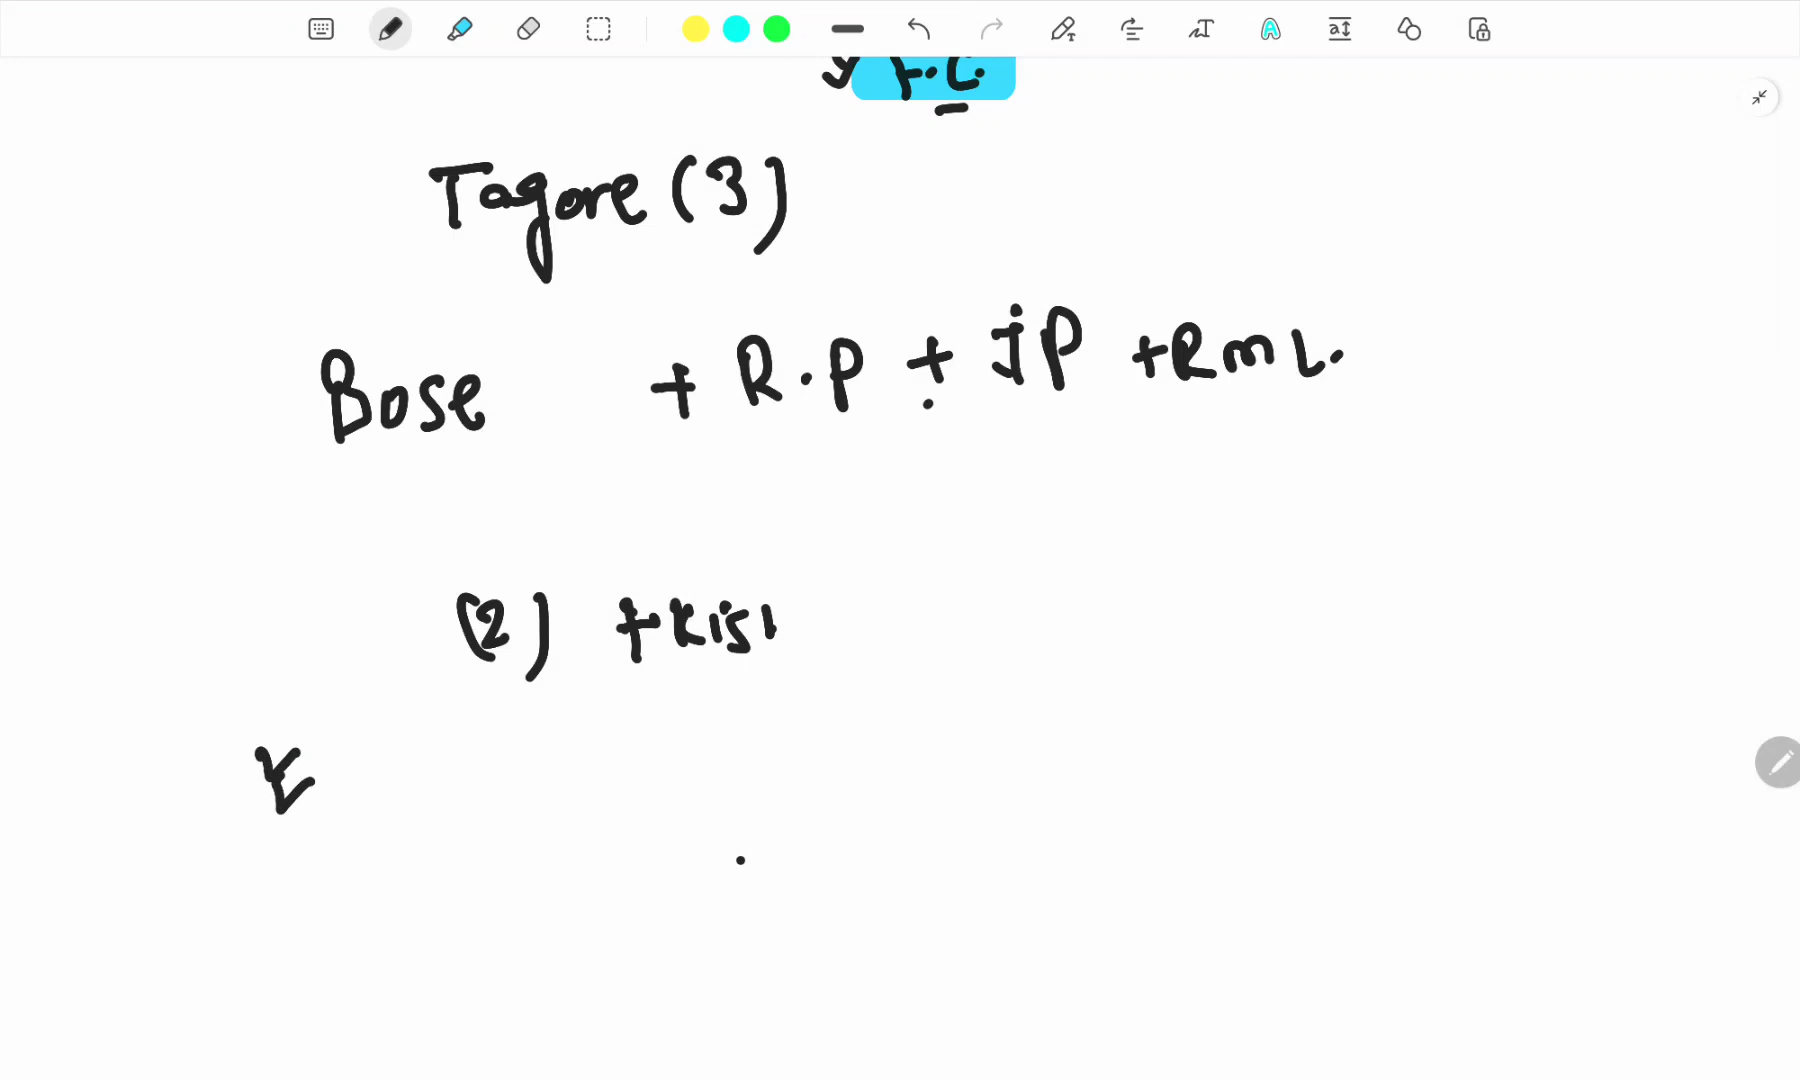 Tagore (3)
Bose + R.P + JP + RmL.
(2) + Kisi